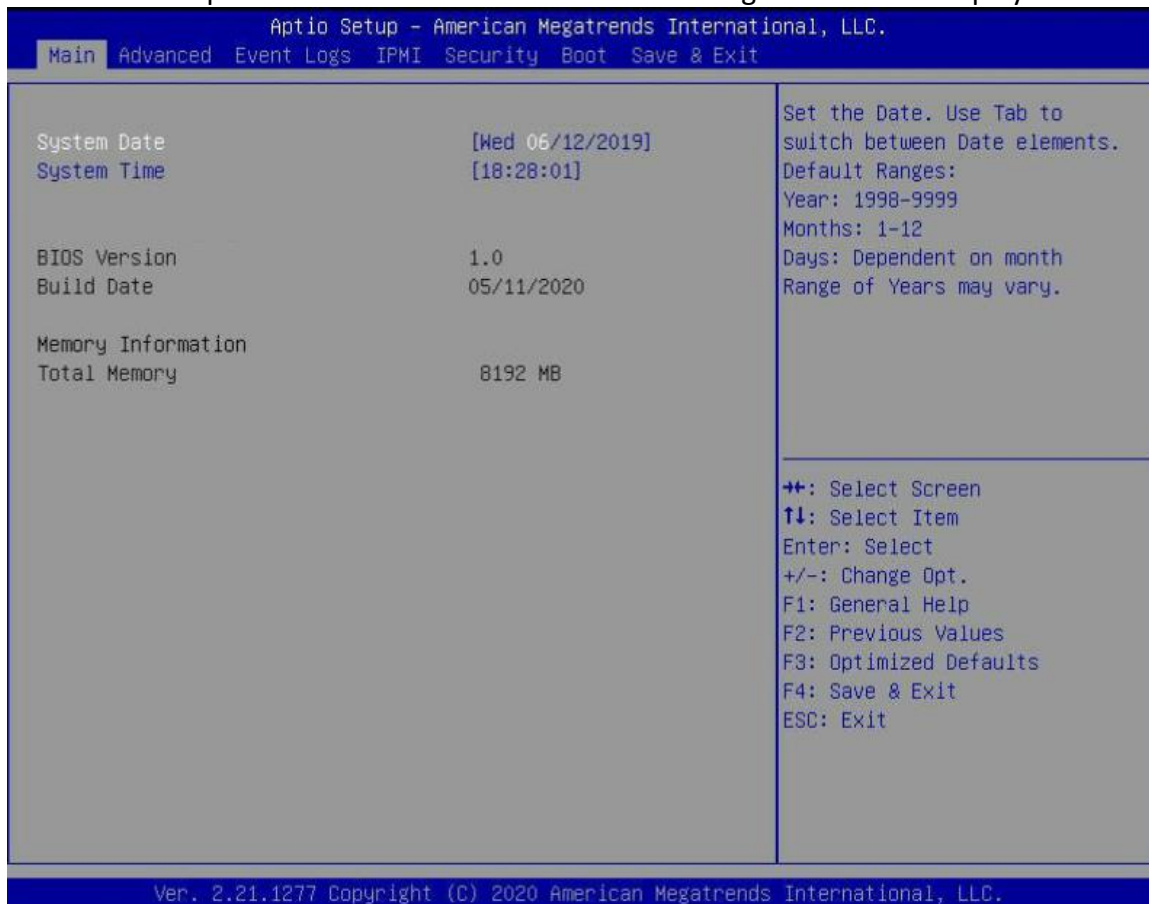 Aptio Setup – American Megatrends International, LLC.
Main Advanced Event Logs IPMI Security Boot Save & Exit
System Date [Wed 06/12/2019]
System Time [18:28:01]
BIOS Version 1.0
Build Date 05/11/2020
Memory Information
Total Memory 8192 MB
Set the Date. Use Tab to
switch between Date elements.
Default Ranges:
Year: 1998-9999
Months: 1-12
Days: Dependent on month
Range of Years may vary.
→←: Select Screen
↑↓: Select Item
Enter: Select
+/-: Change Opt.
F1: General Help
F2: Previous Values
F3: Optimized Defaults
F4: Save & Exit
ESC: Exit
Ver. 2.21.1277 Copyright (C) 2020 American Megatrends International, LLC.